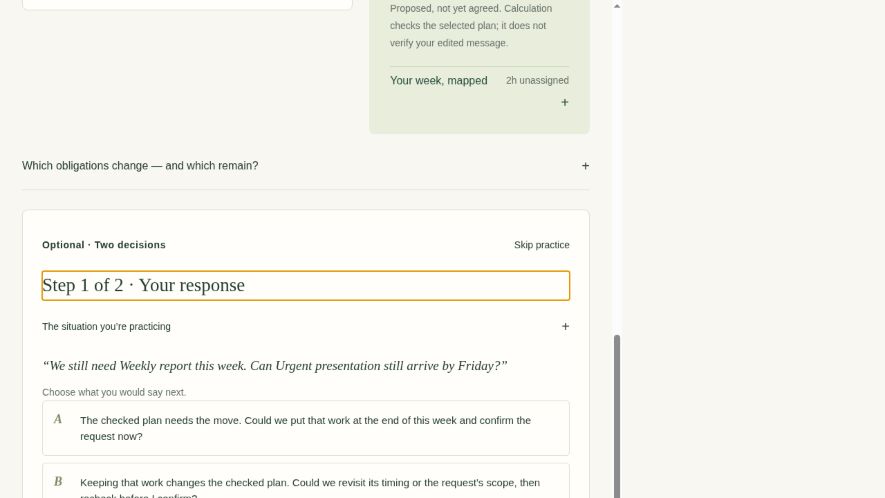 Proposed, not yet agreed. Calculation
checks the selected plan; it does not
verify your edited message.
Your week, mapped 2h unassigned
+
Which obligations change — and which remain? +
Optional · Two decisions Skip practice
Step 1 of 2 · Your response
The situation you’re practicing +
“We still need Weekly report this week. Can Urgent presentation still arrive by Friday?”
Choose what you would say next.
A The checked plan needs the move. Could we put that work at the end of this week and confirm the
request now?
B Keeping that work changes the checked plan. Could we revisit its timing or the request’s scope, then
recheck before I confirm?